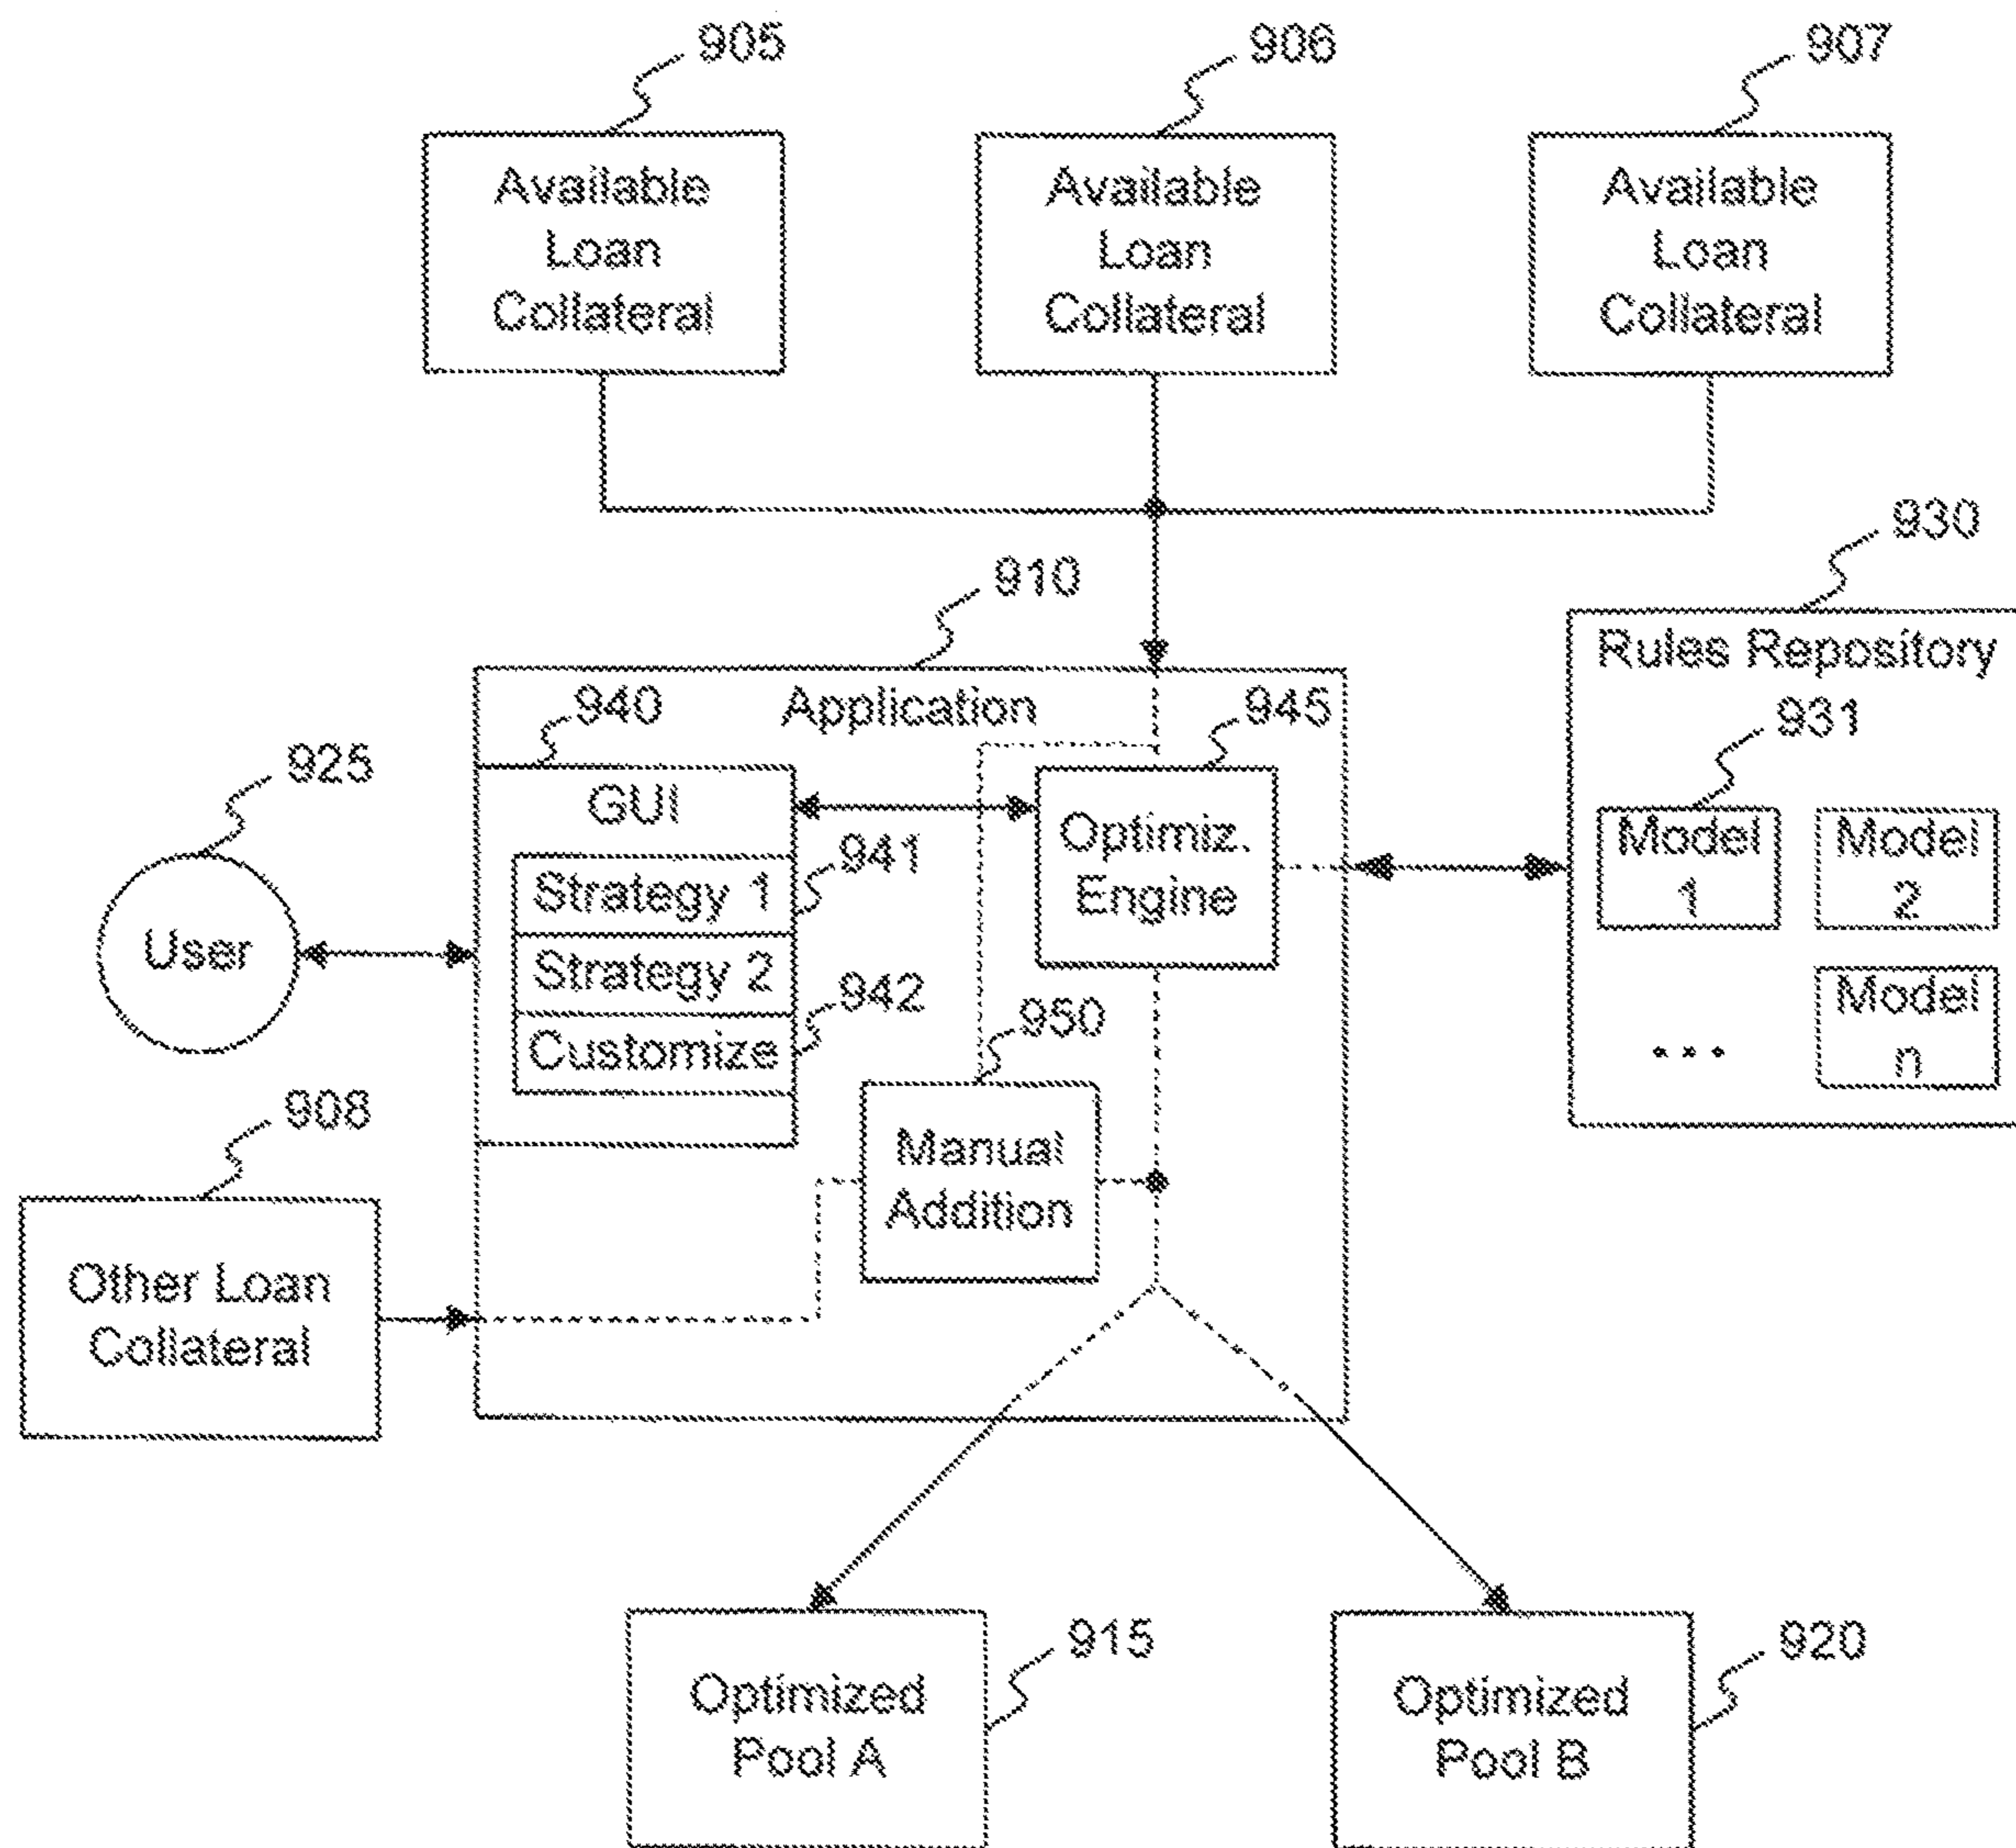 905
906
907
Available
Loan
Collateral
Available
Loan
Collateral
Available
Loan
Collateral
910
930
Application
Rules Repository
940
945
931
925
GUI
Optimiz.
Engine
941
Strategy 1
Strategy 2
942
Customize
User
Model
1
Model
2
...
Model
n
950
Manual
Addition
908
Other Loan
Collateral
915
Optimized
Pool A
920
Optimized
Pool B